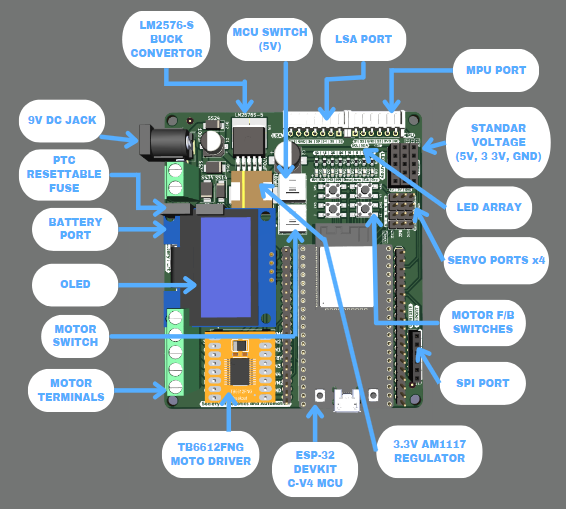 LM2576-S
BUCK
CONVERTOR
MCU SWITCH
(5V)
LSA PORT
MPU PORT
9V DC JACK
STANDAR
VOLTAGE
(5V, 3 3V, GND)
PTC
RESETTABLE
FUSE
LED ARRAY
BATTERY
PORT
SERVO PORTS x4
OLED
MOTOR F/B
SWITCHES
MOTOR
SWITCH
SPI PORT
MOTOR
TERMINALS
TB6612FNG
MOTO DRIVER
ESP-32
DEVKIT
C-V4 MCU
3.3V AM1117
REGULATOR
LM2576S-5
SS24